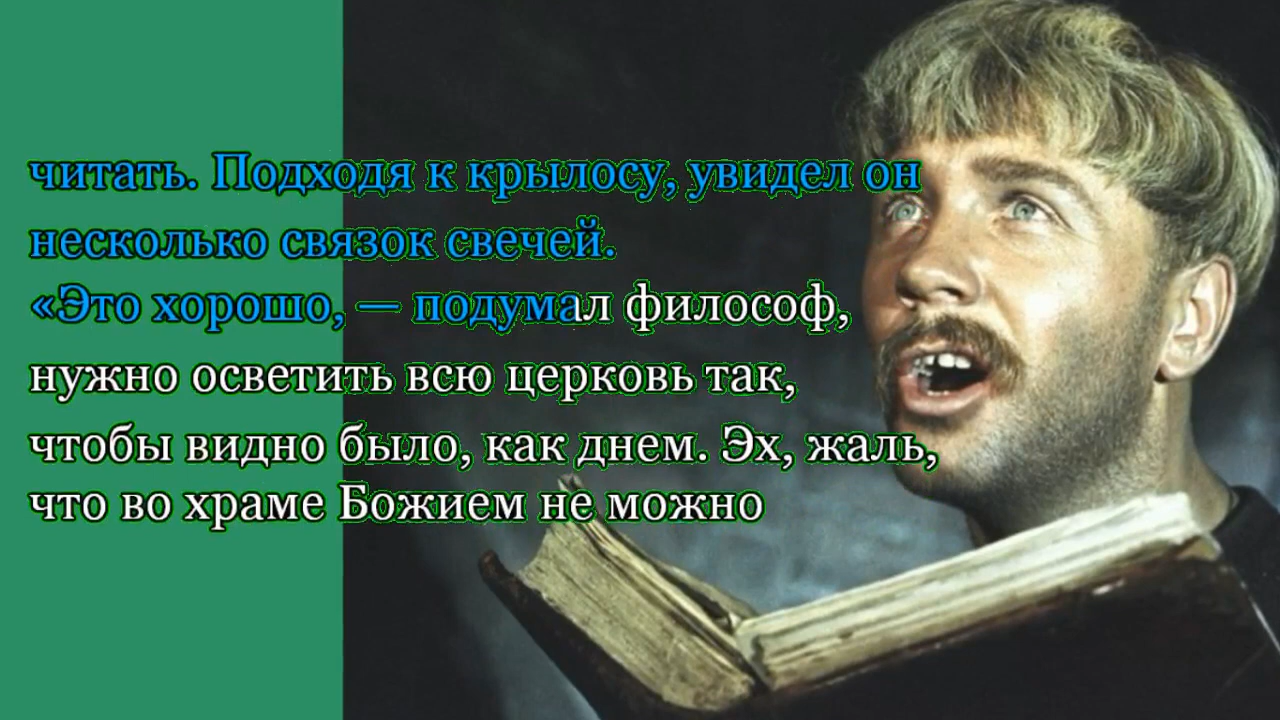 читать. Подходя к крылосу, увидел он
несколько связок свечей.
«Это хорошо, — подумал философ,
нужно осветить всю церковь так,
чтобы видно было, как днем. Эх, жаль,
что во храме Божием не можно